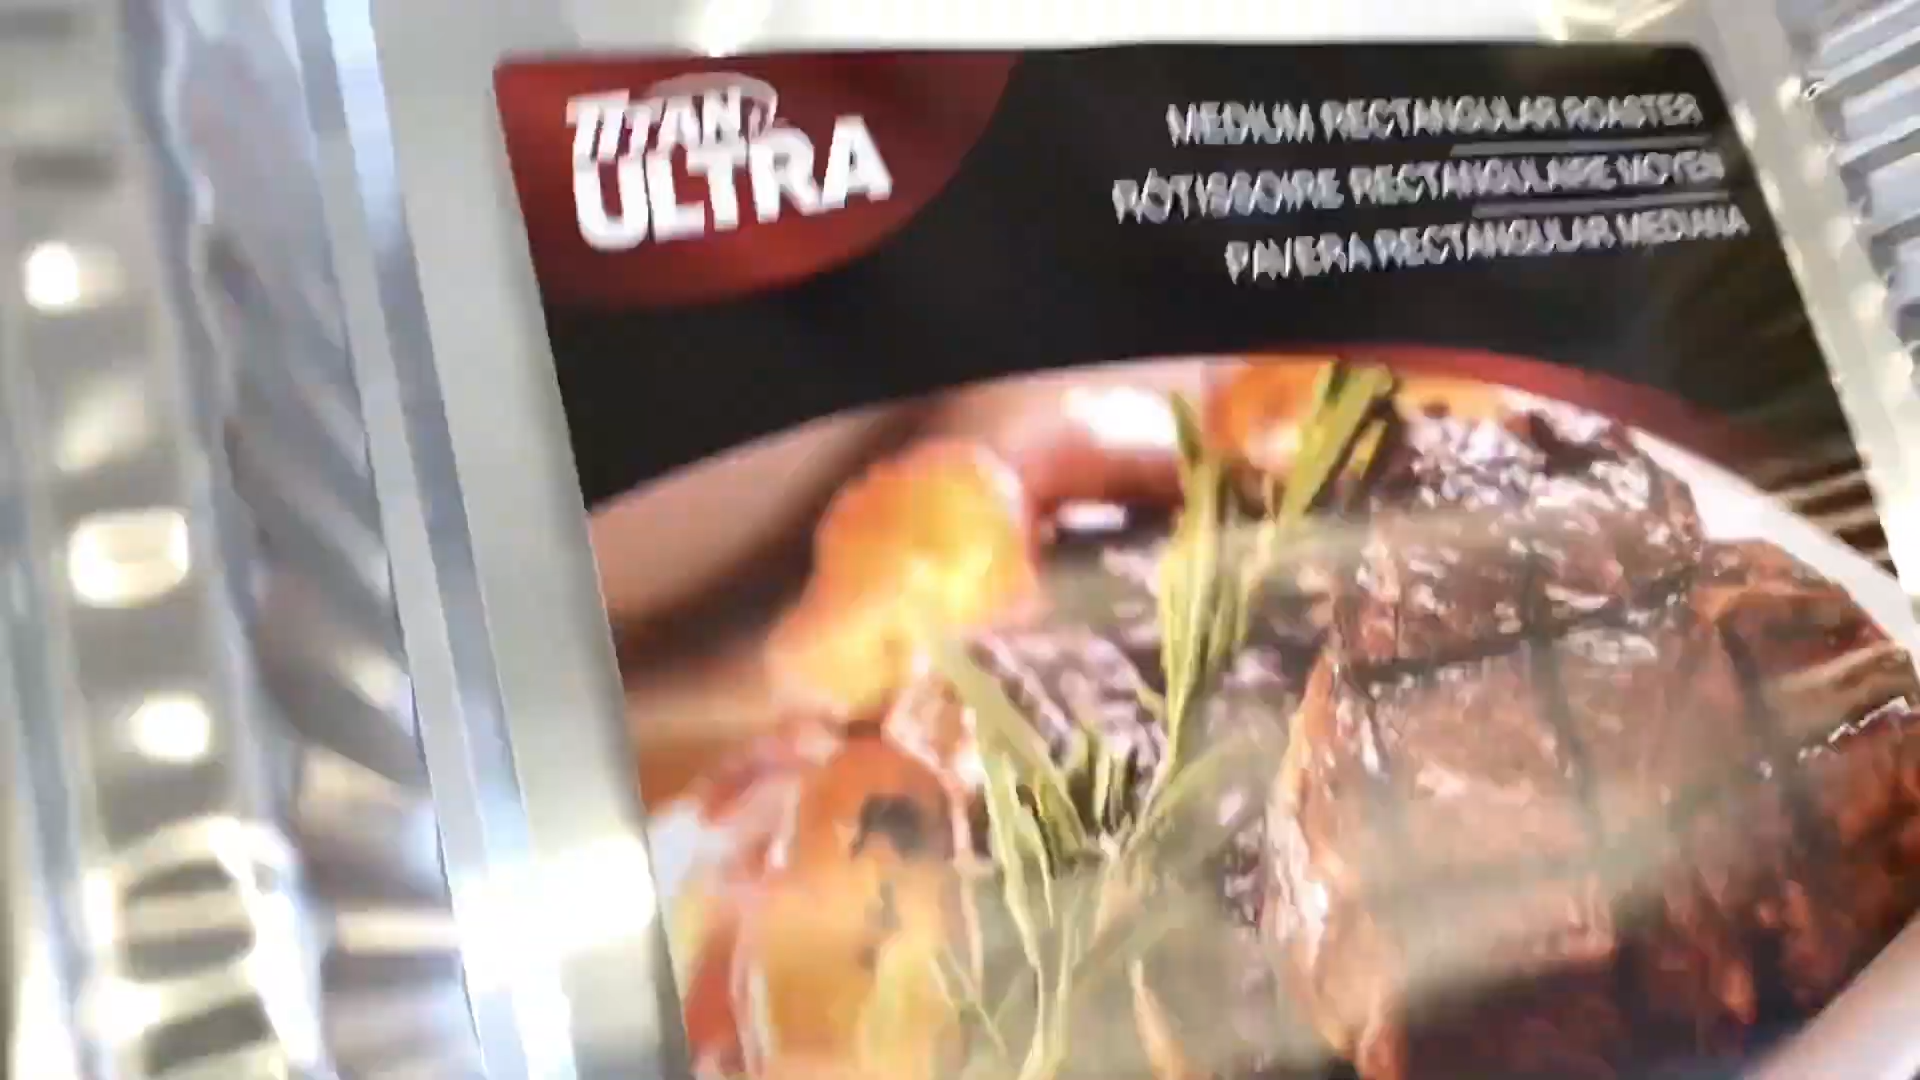 TITAN
ULTRA
MEDIUM RECTANGULAR ROASTER
RÔTISSOIRE RECTANGULAIRE MOYEN
PAVERA RECTANGULAR MEDIANA